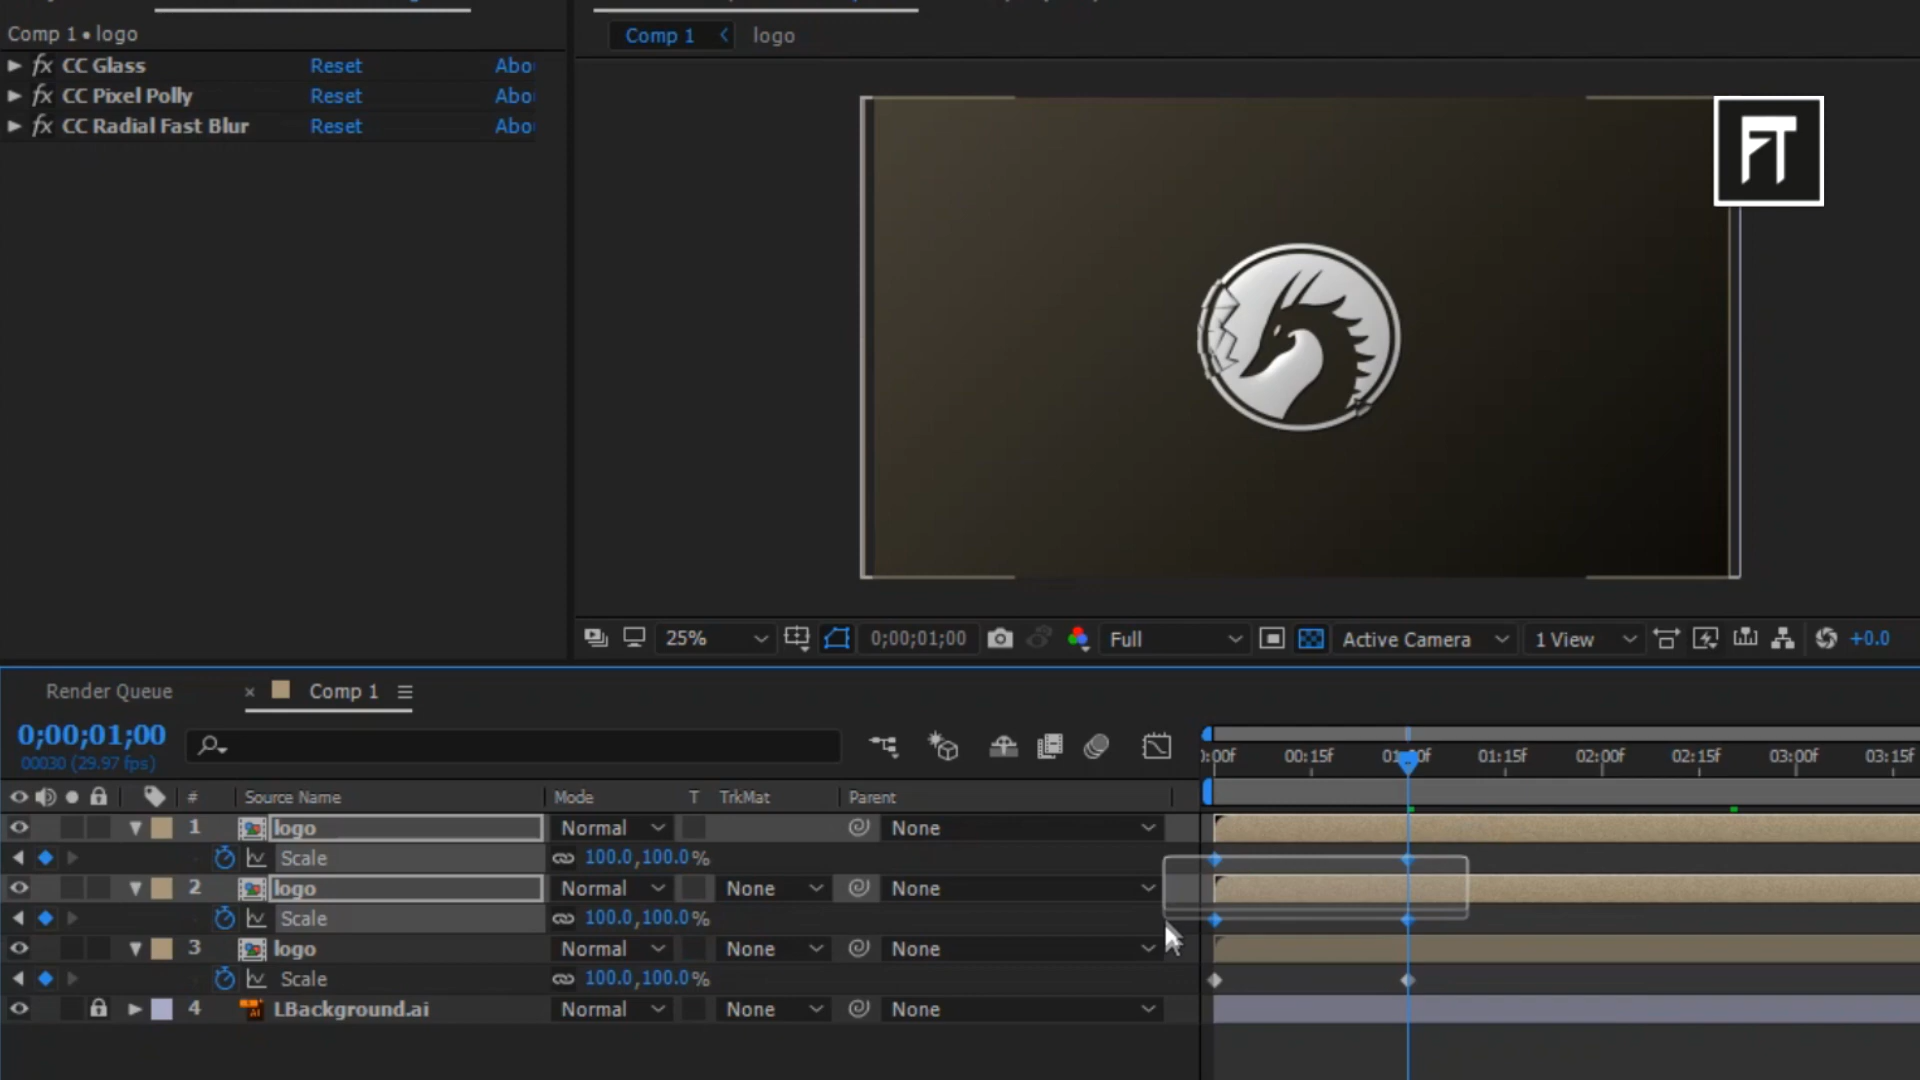 Comp 1 • logo
fx CC Glass Reset Abo
fx CC Pixel Polly Reset Abo
fx CC Radial Fast Blur Reset Abo
Comp 1 logo
FT
25% 0;00;01;00 Full Active Camera 1 View +0.0
Render Queue × Comp 1
0;00;01;00
00030 (29.97 fps)
:00f 00:15f 01:00f 01:15f 02:00f 02:15f 03:00f 03:15f
# Source Name Mode T TrkMat Parent
1 logo Normal None
Scale 100.0,100.0%
2 logo Normal None None
Scale 100.0,100.0%
3 logo Normal None None
Scale 100.0,100.0%
4 LBackground.ai Normal None None